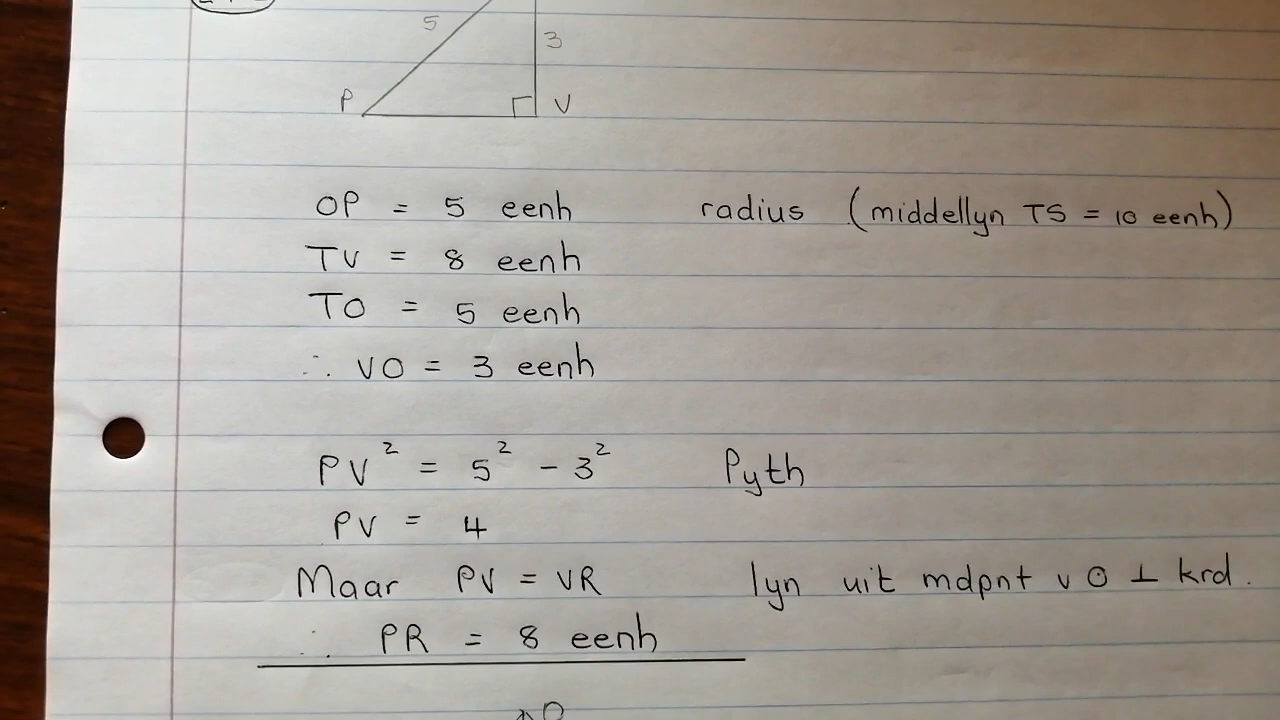 5
3
P V
OP = 5 eenh radius (middellyn TS = 10 eenh)
TV = 8 eenh
TO = 5 eenh
∴ VO = 3 eenh
PV² = 5² - 3² Pyth
PV = 4
Maar PV = VR lyn uit mdpnt v ⊙ ⊥ krd.
∴ PR = 8 eenh